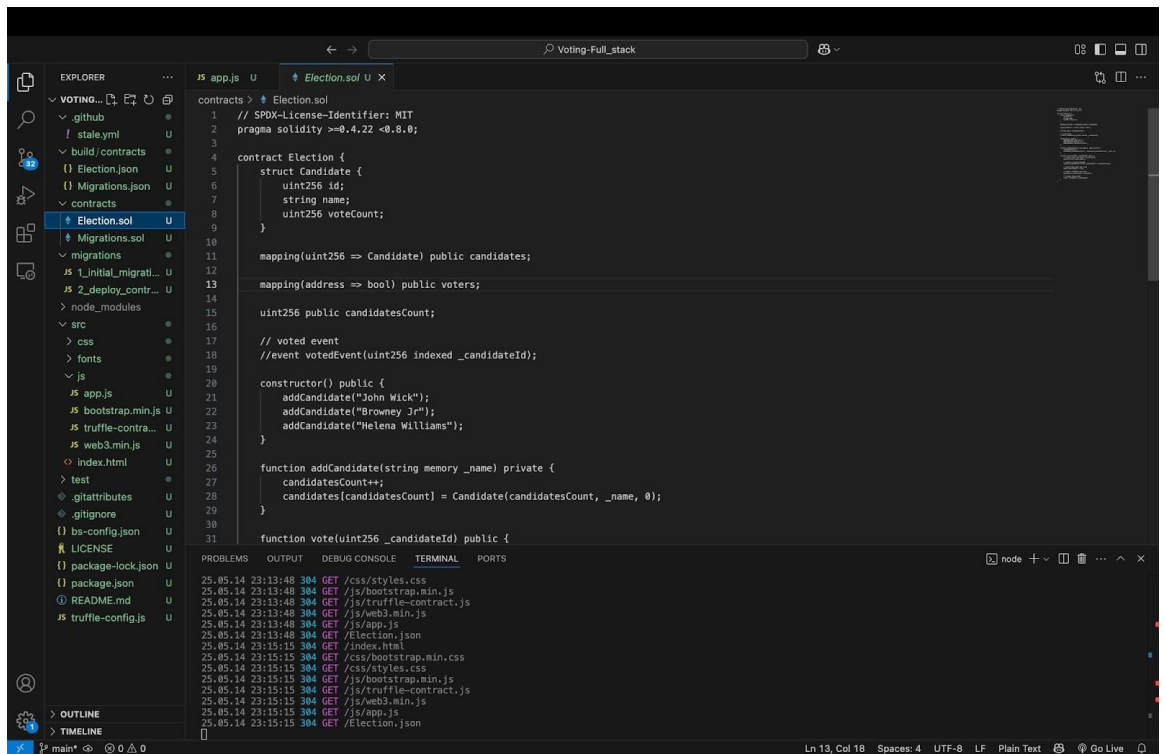 Voting-Full_stack
EXPLORER
VOTING...
.github
stale.yml U
build/contracts
Election.json U
Migrations.json U
contracts
Election.sol U
Migrations.sol U
migrations
JS 1_initial_migrati... U
JS 2_deploy_contr... U
node_modules
src
css
fonts
js
JS app.js U
JS bootstrap.min.js U
JS truffle-contra... U
JS web3.min.js U
index.html U
test
.gitattributes U
.gitignore U
bs-config.json U
LICENSE U
package-lock.json U
package.json U
README.md U
JS truffle-config.js U
OUTLINE
TIMELINE
32
1
JS app.js U
Election.sol U
contracts > Election.sol
1 // SPDX-License-Identifier: MIT
2 pragma solidity >=0.4.22 <0.8.0;
3
4 contract Election {
5 struct Candidate {
6 uint256 id;
7 string name;
8 uint256 voteCount;
9 }
10
11 mapping(uint256 => Candidate) public candidates;
12
13 mapping(address => bool) public voters;
14
15 uint256 public candidatesCount;
16
17 // voted event
18 //event votedEvent(uint256 indexed _candidateId);
19
20 constructor() public {
21 addCandidate("John Wick");
22 addCandidate("Browney Jr");
23 addCandidate("Helena Williams");
24 }
25
26 function addCandidate(string memory _name) private {
27 candidatesCount++;
28 candidates[candidatesCount] = Candidate(candidatesCount, _name, 0);
29 }
30
31 function vote(uint256 _candidateId) public {
PROBLEMS OUTPUT DEBUG CONSOLE TERMINAL PORTS
node
25.05.14 23:13:48 304 GET /css/styles.css
25.05.14 23:13:48 304 GET /js/bootstrap.min.js
25.05.14 23:13:48 304 GET /js/truffle-contract.js
25.05.14 23:13:48 304 GET /js/web3.min.js
25.05.14 23:13:48 304 GET /js/app.js
25.05.14 23:13:48 304 GET /Election.json
25.05.14 23:15:15 304 GET /index.html
25.05.14 23:15:15 304 GET /css/bootstrap.min.css
25.05.14 23:15:15 304 GET /css/styles.css
25.05.14 23:15:15 304 GET /js/bootstrap.min.js
25.05.14 23:15:15 304 GET /js/truffle-contract.js
25.05.14 23:15:15 304 GET /js/web3.min.js
25.05.14 23:15:15 304 GET /js/app.js
25.05.14 23:15:15 304 GET /Election.json
main* 0 0
Ln 13, Col 18 Spaces: 4 UTF-8 LF Plain Text Go Live